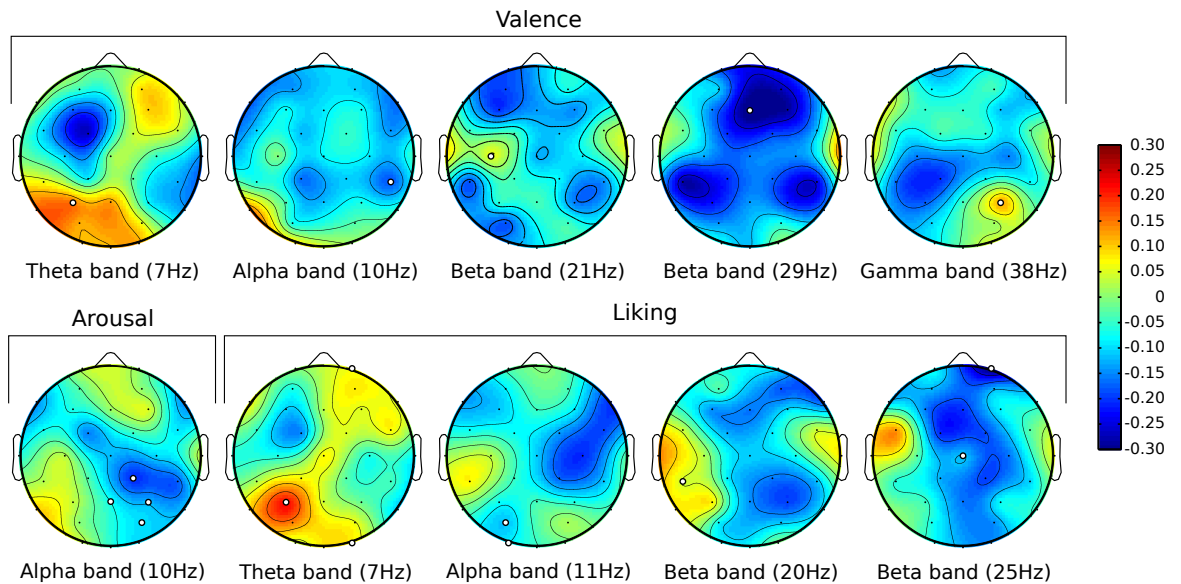 Valence
Theta band (7Hz)
Alpha band (10Hz)
Beta band (21Hz)
Beta band (29Hz)
Gamma band (38Hz)
Arousal
Liking
Alpha band (10Hz)
Theta band (7Hz)
Alpha band (11Hz)
Beta band (20Hz)
Beta band (25Hz)
0.30
0.25
0.20
0.15
0.10
0.05
0
-0.05
-0.10
-0.15
-0.20
-0.25
-0.30